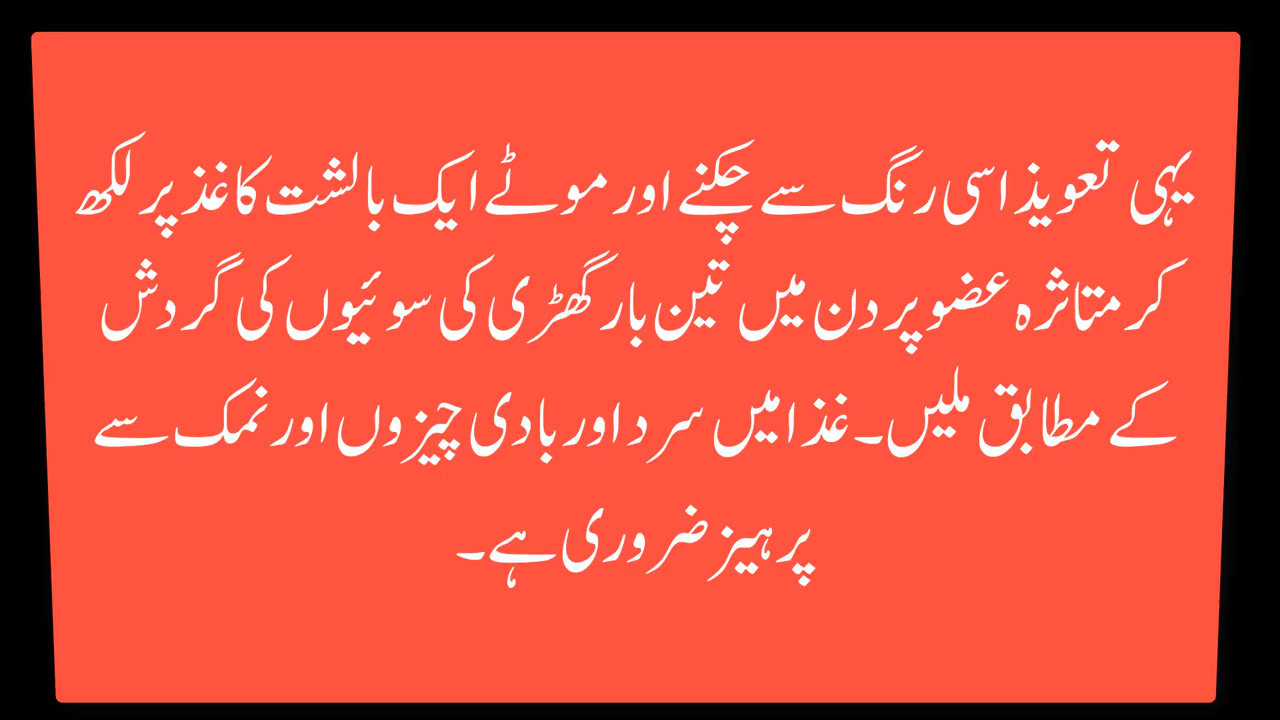 یہی تعویذ اسی رنگ سے چکنے اور موٹے ایک بالشت کاغذ پر لکھ
کر متاثرہ عضو پر دن میں تین بار گھڑی کی سوئیوں کی گردش
کے مطابق ملیں۔ غذا میں سرد اور بادی چیزوں اور نمک سے
پرہیز ضروری ہے۔